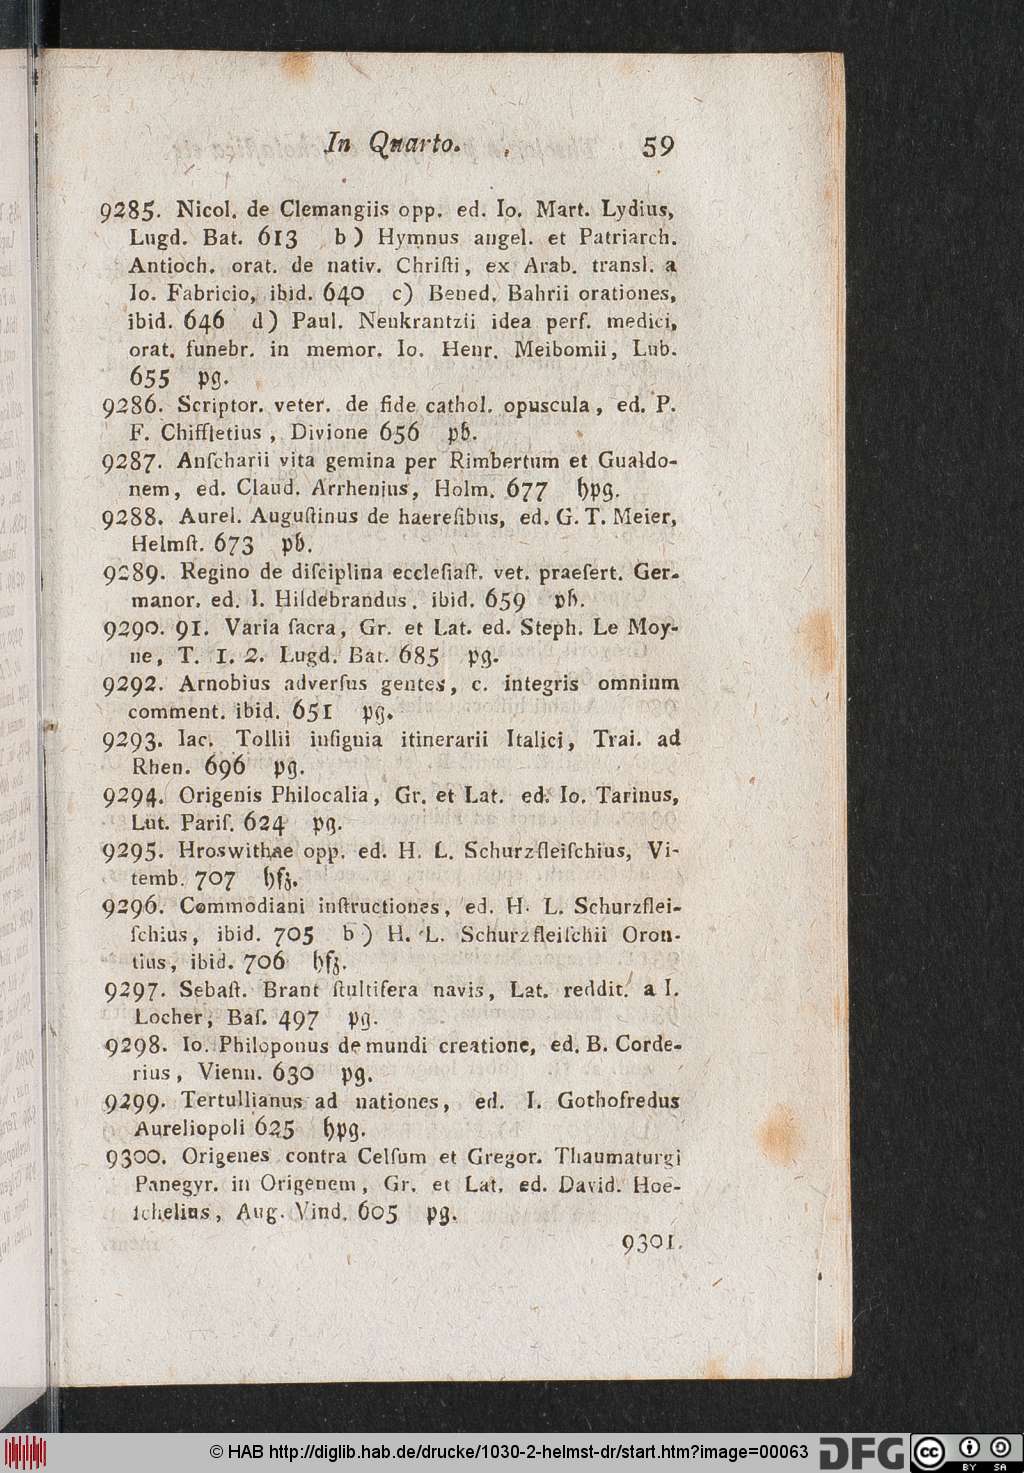 In Quarto. 59
9285. Nicol. de Clemangiis opp. ed. Io. Mart. Lydius,
Lugd. Bat. 613 b) Hymnus angel. et Patriarch.
Antioch. orat. de nativ. Chriſti, ex Arab. transl. a
Io. Fabricio, ibid. 640 c) Bened. Bahrii orationes,
ibid. 646 d) Paul. Neukrantzii idea perf. medici,
orat. funebr. in memor. Io. Henr. Meibomii, Lub.
655 pg.
9286. Scriptor. veter. de fide cathol. opuscula, ed. P.
F. Chiffletius, Divione 656 pb.
9287. Anſcharii vita gemina per Rimbertum et Gualdo-
nem, ed. Claud. Arrhenius, Holm. 677 hpg.
9288. Aurel. Auguſtinus de haereſibus, ed. G. T. Meier,
Helmſt. 673 pb.
9289. Regino de diſciplina eccleſiaſt. vet. praeſert. Ger-
manor. ed. I. Hildebrandus, ibid. 659 pb.
9290. 91. Varia ſacra, Gr. et Lat. ed. Steph. Le Moy-
ne, T. 1. 2. Lugd. Bat. 685 pg.
9292. Arnobius adverſus gentes, c. integris omnium
comment. ibid. 651 pg.
9293. Iac. Tollii inſignia itinerarii Italici, Trai. ad
Rhen. 696 pg.
9294. Origenis Philocalia, Gr. et Lat. ed. Io. Tarinus,
Lut. Pariſ. 624 pg.
9295. Hroswithae opp. ed. H. L. Schurzfleiſchius, Vi-
temb. 707 hfz.
9296. Commodiani inſtructiones, ed. H. L. Schurzflei-
ſchius, ibid. 705 b) H. L. Schurzfleiſchii Oron-
tius, ibid. 706 hfz.
9297. Sebaſt. Brant ſtultifera navis, Lat. reddit. a I.
Locher, Baſ. 497 pg.
9298. Io. Philoponus de mundi creatione, ed. B. Corde-
rius, Vienn. 630 pg.
9299. Tertullianus ad nationes, ed. I. Gothofredus
Aureliopoli 625 hpg.
9300. Origenes contra Celſum et Gregor. Thaumaturgi
Panegyr. in Origenem, Gr. et Lat. ed. David. Hoe-
ſchelius, Aug. Vind. 605 pg.
9301.
© HAB http://diglib.hab.de/drucke/1030-2-helmst-dr/start.htm?image=00063 DFG cc BY SA